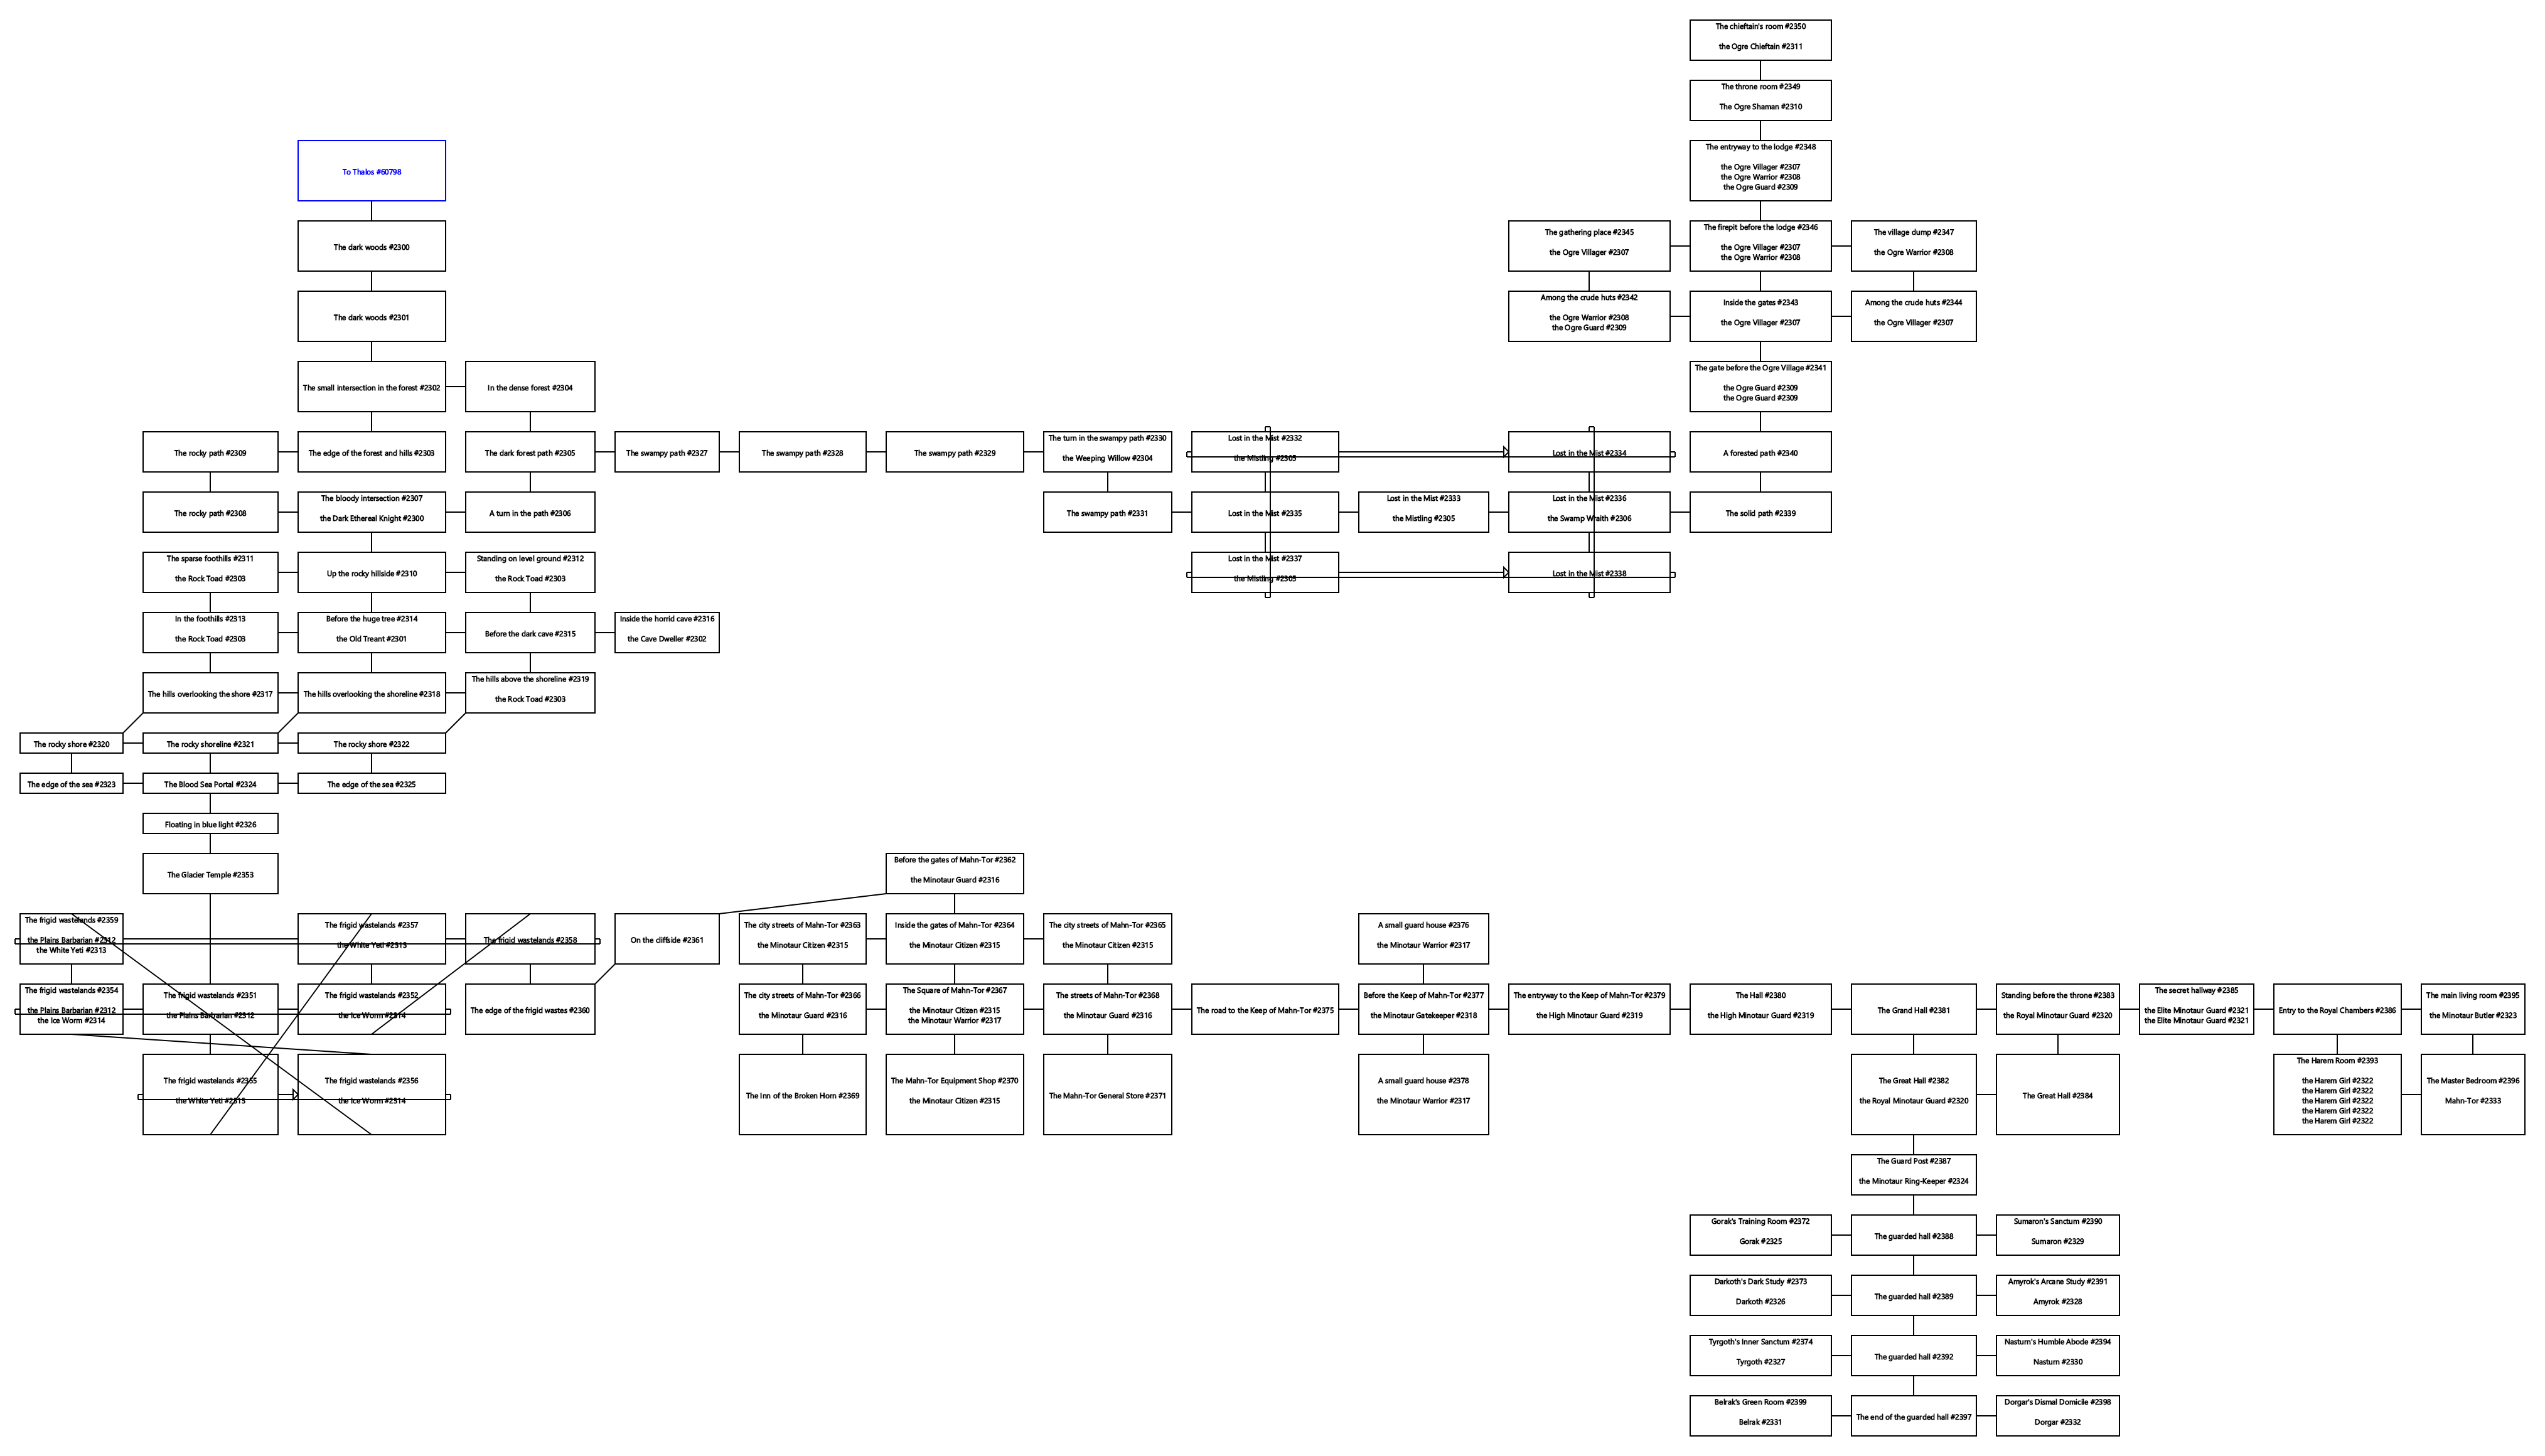 The chieftain's room #2350
the Ogre Chieftain #2311
The throne room #2349
The Ogre Shaman #2310
To Thalos #60798
The entryway to the lodge #2348
the Ogre Villager #2307
the Ogre Warrior #2308
the Ogre Guard #2309
The dark woods #2300
The gathering place #2345
the Ogre Villager #2307
The firepit before the lodge #2346
the Ogre Villager #2307
the Ogre Warrior #2308
The village dump #2347
the Ogre Warrior #2308
The dark woods #2301
Among the crude huts #2342
the Ogre Warrior #2308
the Ogre Guard #2309
Inside the gates #2343
the Ogre Villager #2307
Among the crude huts #2344
the Ogre Villager #2307
The small intersection in the forest #2302
In the dense forest #2304
The gate before the Ogre Village #2341
the Ogre Guard #2309
the Ogre Guard #2309
The rocky path #2309
The edge of the forest and hills #2303
The dark forest path #2305
The swampy path #2327
The swampy path #2328
The swampy path #2329
The turn in the swampy path #2330
the Weeping Willow #2304
Lost in the Mist #2332
the Mistling #2305
Lost in the Mist #2334
A forested path #2340
The rocky path #2308
The bloody intersection #2307
the Dark Ethereal Knight #2300
A turn in the path #2306
The swampy path #2331
Lost in the Mist #2335
Lost in the Mist #2333
the Mistling #2305
Lost in the Mist #2336
the Swamp Wraith #2306
The solid path #2339
The sparse foothills #2311
the Rock Toad #2303
Up the rocky hillside #2310
Standing on level ground #2312
the Rock Toad #2303
Lost in the Mist #2337
the Mistling #2305
Lost in the Mist #2338
In the foothills #2313
the Rock Toad #2303
Before the huge tree #2314
the Old Treant #2301
Before the dark cave #2315
Inside the horrid cave #2316
the Cave Dweller #2302
The hills overlooking the shore #2317
The hills overlooking the shoreline #2318
The hills above the shoreline #2319
the Rock Toad #2303
The rocky shore #2320
The rocky shoreline #2321
The rocky shore #2322
The edge of the sea #2323
The Blood Sea Portal #2324
The edge of the sea #2325
Floating in blue light #2326
The Glacier Temple #2353
Before the gates of Mahn-Tor #2362
the Minotaur Guard #2316
The frigid wastelands #2359
the Plains Barbarian #2312
the White Yeti #2313
The frigid wastelands #2357
the White Yeti #2313
The frigid wastelands #2358
On the cliffside #2361
The city streets of Mahn-Tor #2363
the Minotaur Citizen #2315
Inside the gates of Mahn-Tor #2364
the Minotaur Citizen #2315
The city streets of Mahn-Tor #2365
the Minotaur Citizen #2315
A small guard house #2376
the Minotaur Warrior #2317
The frigid wastelands #2354
the Plains Barbarian #2312
the Ice Worm #2314
The frigid wastelands #2351
the Plains Barbarian #2312
The frigid wastelands #2352
the Ice Worm #2314
The edge of the frigid wastes #2360
The city streets of Mahn-Tor #2366
the Minotaur Guard #2316
The Square of Mahn-Tor #2367
the Minotaur Citizen #2315
the Minotaur Warrior #2317
The streets of Mahn-Tor #2368
the Minotaur Guard #2316
The road to the Keep of Mahn-Tor #2375
Before the Keep of Mahn-Tor #2377
the Minotaur Gatekeeper #2318
The entryway to the Keep of Mahn-Tor #2379
the High Minotaur Guard #2319
The Hall #2380
the High Minotaur Guard #2319
The Grand Hall #2381
Standing before the throne #2383
the Royal Minotaur Guard #2320
The secret hallway #2385
the Elite Minotaur Guard #2321
the Elite Minotaur Guard #2321
Entry to the Royal Chambers #2386
The main living room #2395
the Minotaur Butler #2323
The frigid wastelands #2355
the White Yeti #2313
The frigid wastelands #2356
the Ice Worm #2314
The Inn of the Broken Horn #2369
The Mahn-Tor Equipment Shop #2370
the Minotaur Citizen #2315
The Mahn-Tor General Store #2371
A small guard house #2378
the Minotaur Warrior #2317
The Great Hall #2382
the Royal Minotaur Guard #2320
The Great Hall #2384
The Harem Room #2393
the Harem Girl #2322
the Harem Girl #2322
the Harem Girl #2322
the Harem Girl #2322
the Harem Girl #2322
The Master Bedroom #2396
Mahn-Tor #2333
The Guard Post #2387
the Minotaur Ring-Keeper #2324
Gorak's Training Room #2372
Gorak #2325
The guarded hall #2388
Sumaron's Sanctum #2390
Sumaron #2329
Darkoth's Dark Study #2373
Darkoth #2326
The guarded hall #2389
Amyrok's Arcane Study #2391
Amyrok #2328
Tyrgoth's Inner Sanctum #2374
Tyrgoth #2327
The guarded hall #2392
Nasturn's Humble Abode #2394
Nasturn #2330
Belrak's Green Room #2399
Belrak #2331
The end of the guarded hall #2397
Dorgar's Dismal Domicile #2398
Dorgar #2332